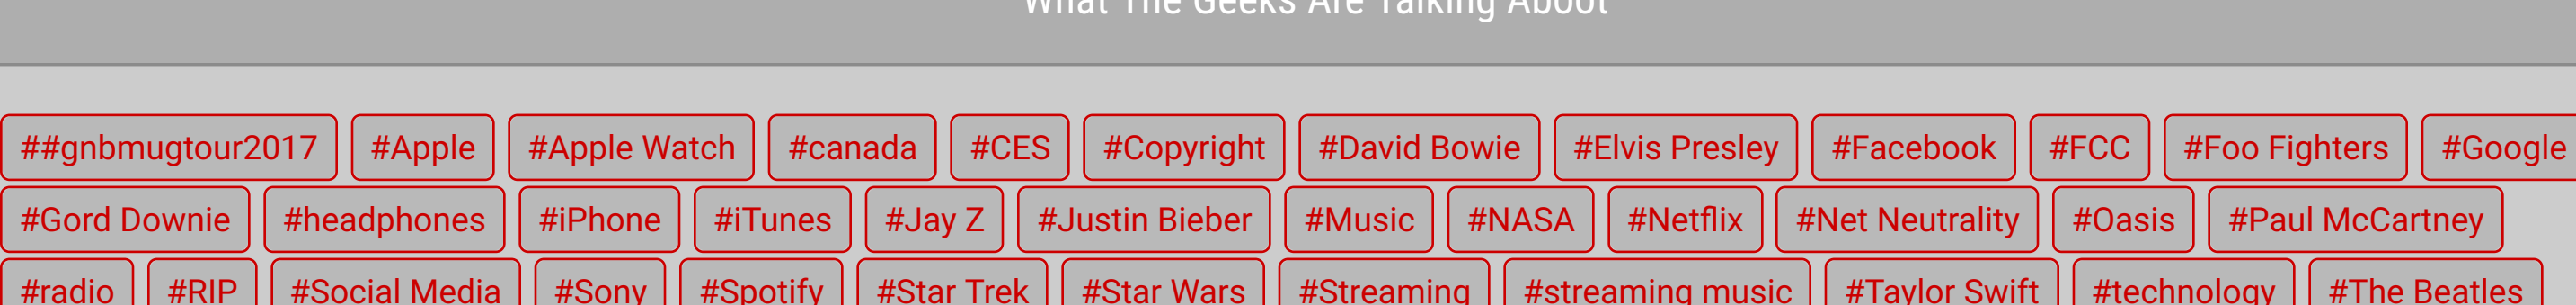 What The Geeks Are Talking About
##gnbmugtour2017 #Apple #Apple Watch #canada #CES #Copyright #David Bowie #Elvis Presley #Facebook #FCC #Foo Fighters #Google
#Gord Downie #headphones #iPhone #iTunes #Jay Z #Justin Bieber #Music #NASA #Netflix #Net Neutrality #Oasis #Paul McCartney
#radio #RIP #Social Media #Sony #Spotify #Star Trek #Star Wars #Streaming #streaming music #Taylor Swift #technology #The Beatles